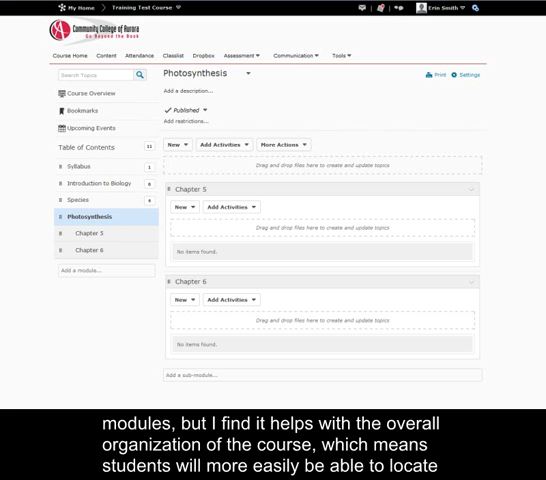 My Home
Training Test Course
Erin Smith
Community College of Aurora
Go Beyond the Book
Course Home Content Attendance Classlist Dropbox Assessment Communication Tools
Search Topics
Course Overview
Bookmarks
Upcoming Events
Table of Contents 11
Syllabus 1
Introduction to Biology 6
Species 4
Photosynthesis
Chapter 5
Chapter 6
Add a module...
Photosynthesis
Print Settings
Add a description...
Published
Add restrictions...
New Add Activities More Actions
Drag and drop files here to create and update topics
Chapter 5
New Add Activities
Drag and drop files here to create and update topics
No items found.
Chapter 6
New Add Activities
Drag and drop files here to create and update topics
No items found.
Add a sub-module...
modules, but I find it helps with the overall
organization of the course, which means
students will more easily be able to locate